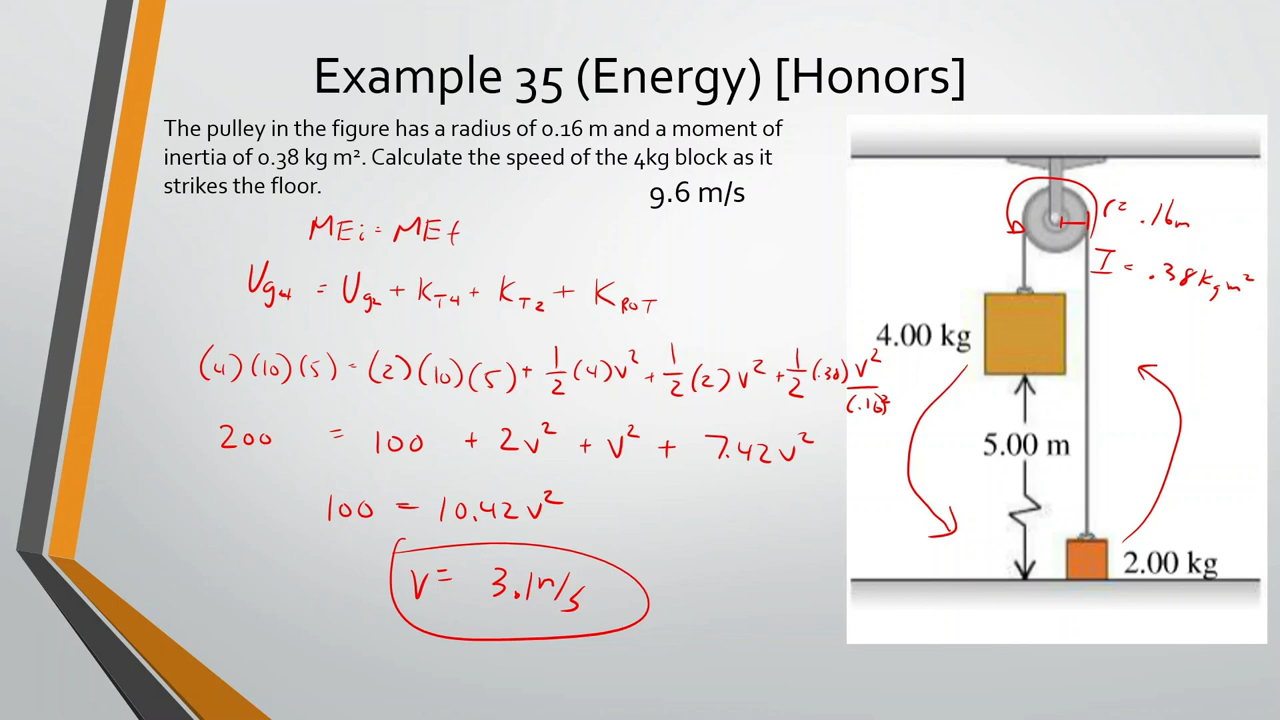 Example 35 (Energy) [Honors]
The pulley in the figure has a radius of 0.16 m and a moment of
inertia of 0.38 kg m². Calculate the speed of the 4kg block as it
strikes the floor.
9.6 m/s
MEi = MEf
Ug4 = Ug2 + KT4 + KT2 + KROT
(4)(10)(5) = (2)(10)(5) + 1/2 (4)v² + 1/2 (2)v² + 1/2 (.38) v²/(.16)²
200 = 100 + 2v² + v² + 7.42v²
100 = 10.42v²
v = 3.1m/s
r = .16m
I = .38kgm²
4.00 kg
5.00 m
2.00 kg